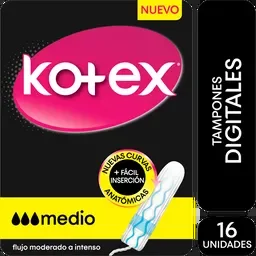 NUEVO
kotex
NUEVAS CURVAS
+ FÁCIL
INSERCIÓN
ANATÓMICAS
medio
flujo moderado a intenso
TAMPONES
DIGITALES
16
UNIDADES